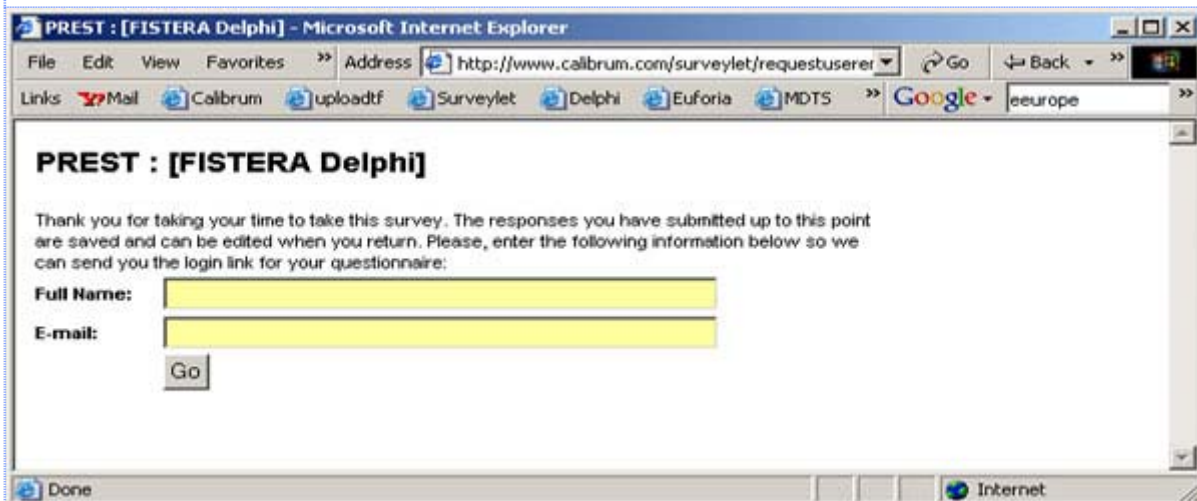 PREST : [FISTERA Delphi] - Microsoft Internet Explorer
File Edit View Favorites » Address http://www.calibrum.com/surveylet/requestuserer Go Back »
Links Mail Calibrum uploadtf Surveylet Delphi Euforia MDTS » Google eeurope »
PREST : [FISTERA Delphi]
Thank you for taking your time to take this survey. The responses you have submitted up to this point
are saved and can be edited when you return. Please, enter the following information below so we
can send you the login link for your questionnaire:
Full Name:
E-mail:
Go
Done Internet